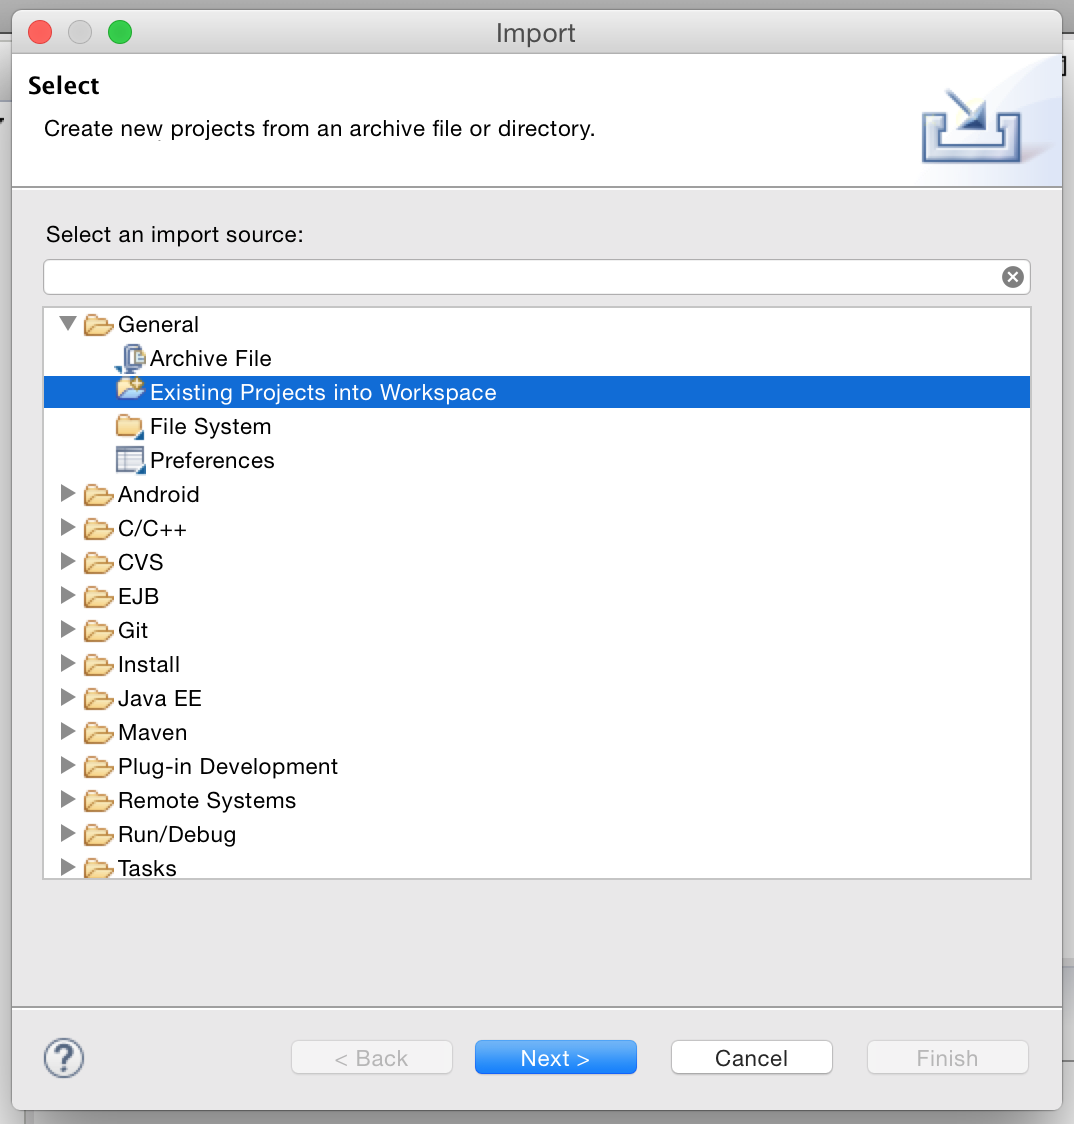 Import
Select
Create new projects from an archive file or directory.
Select an import source:
General
Archive File
Existing Projects into Workspace
File System
Preferences
Android
C/C++
CVS
EJB
Git
Install
Java EE
Maven
Plug-in Development
Remote Systems
Run/Debug
Tasks
? < Back Next > Cancel Finish